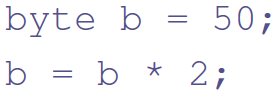 byte b = 50;
b = b * 2;